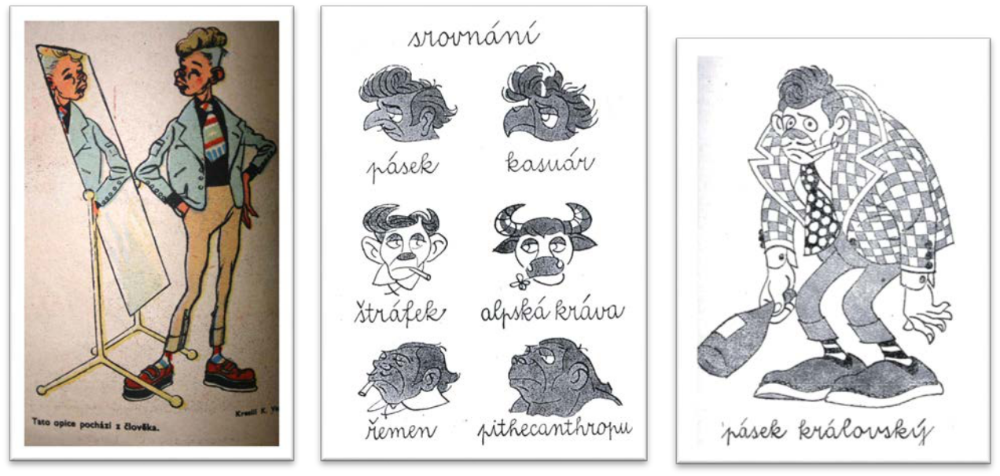 Tato opice pochází z člověka.
Kreslil K.
srovnání
pásek
kasuár
štráfek
alpská kráva
řemen
pithecanthropu
pásek královský